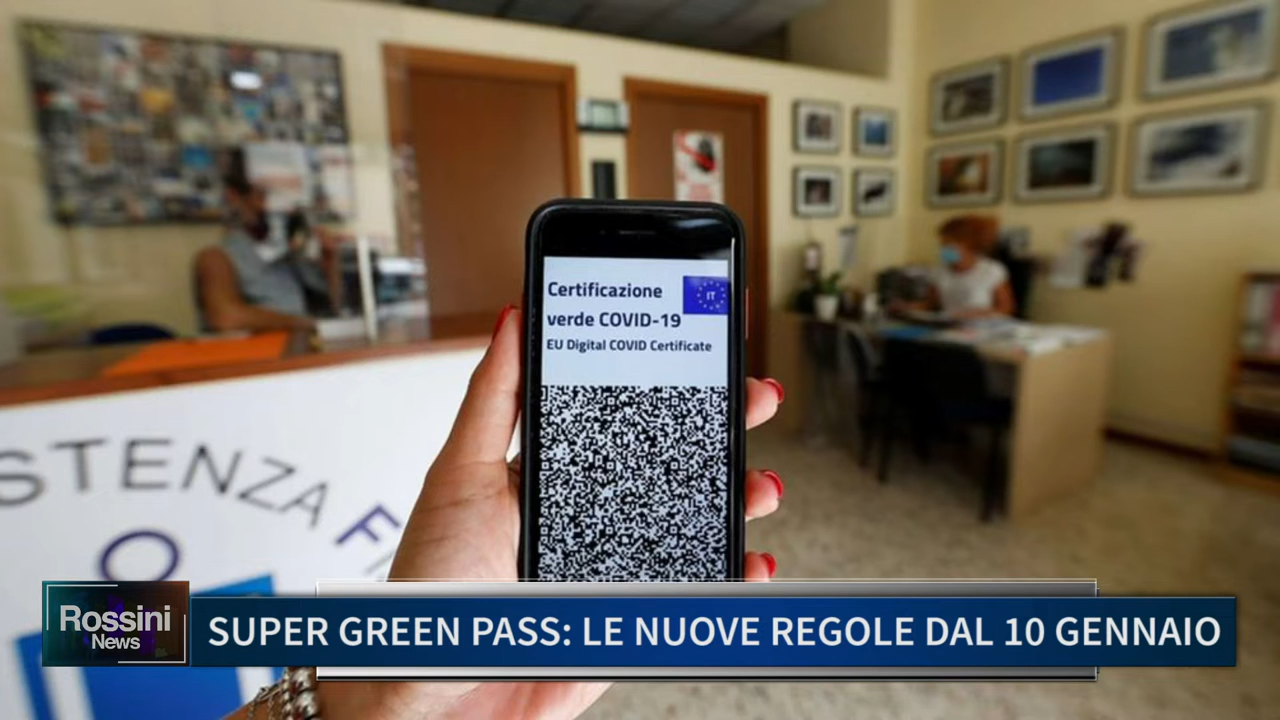 Certificazione
verde COVID-19
IT
EU Digital COVID Certificate
STENZA F
Rossini
News
SUPER GREEN PASS: LE NUOVE REGOLE DAL 10 GENNAIO